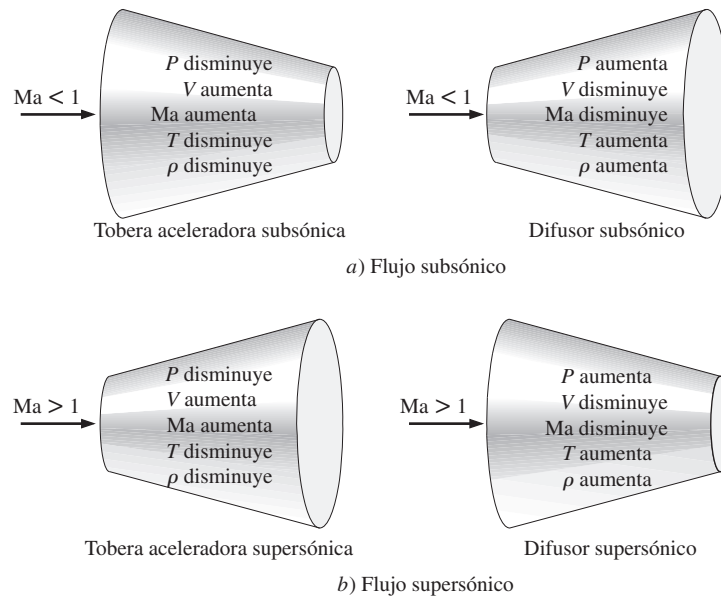 P disminuye
V aumenta
Ma < 1
Ma aumenta
T disminuye
ρ disminuye
Tobera aceleradora subsónica
P aumenta
V disminuye
Ma < 1
Ma disminuye
T aumenta
ρ aumenta
Difusor subsónico
a) Flujo subsónico
P disminuye
V aumenta
Ma > 1
Ma aumenta
T disminuye
ρ disminuye
Tobera aceleradora supersónica
P aumenta
V disminuye
Ma > 1
Ma disminuye
T aumenta
ρ aumenta
Difusor supersónico
b) Flujo supersónico